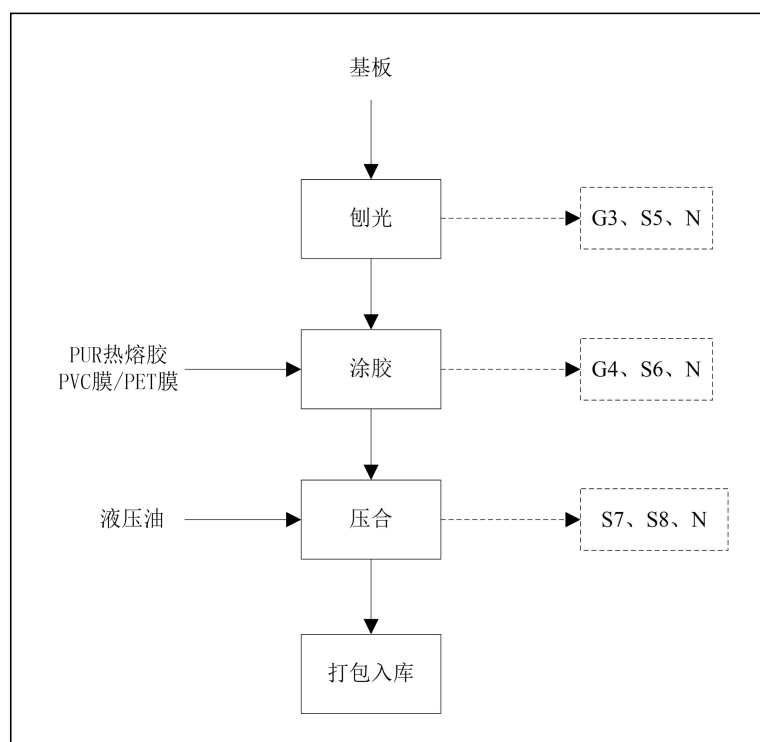 基板
刨光
G3、S5、N
PUR热熔胶
PVC膜/PET膜
涂胶
G4、S6、N
液压油
压合
S7、S8、N
打包入库